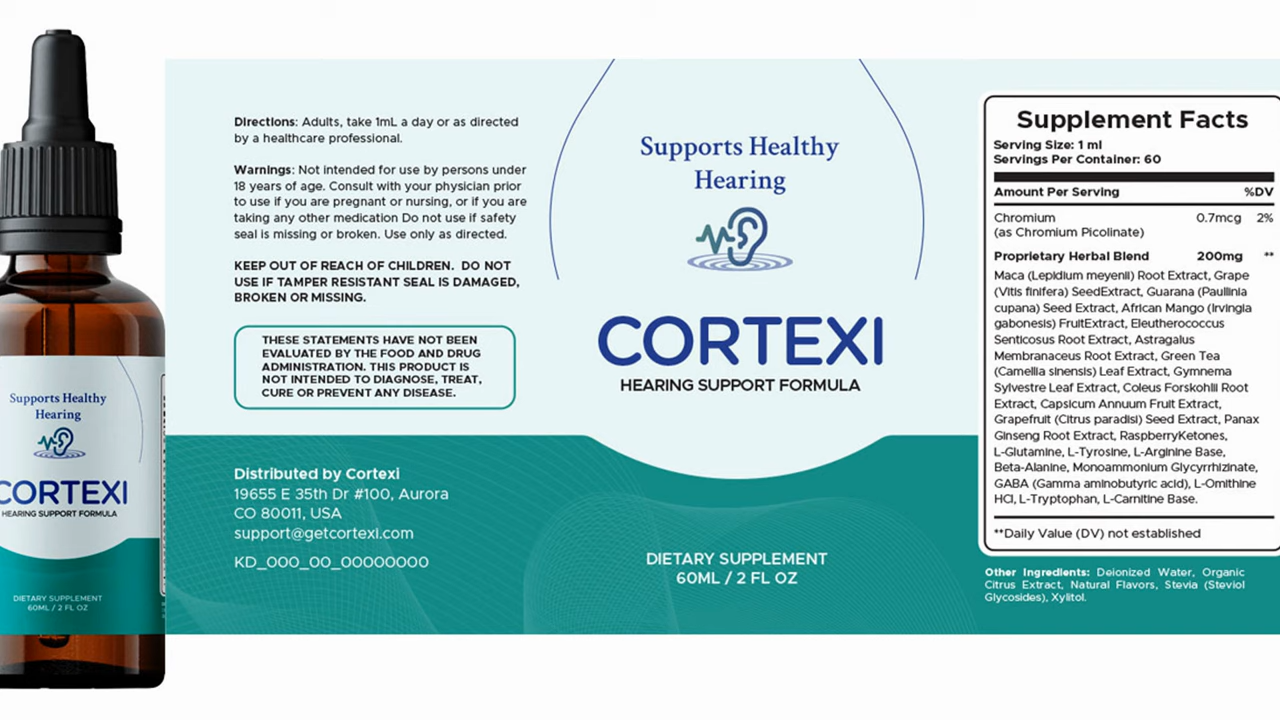 Supports Healthy
Hearing
CORTEXI
HEARING SUPPORT FORMULA
DIETARY SUPPLEMENT
60ML / 2 FL OZ
Directions: Adults, take 1mL a day or as directed
by a healthcare professional.
Warnings: Not intended for use by persons under
18 years of age. Consult with your physician prior
to use if you are pregnant or nursing, or if you are
taking any other medication Do not use if safety
seal is missing or broken. Use only as directed.
KEEP OUT OF REACH OF CHILDREN. DO NOT
USE IF TAMPER RESISTANT SEAL IS DAMAGED,
BROKEN OR MISSING.
THESE STATEMENTS HAVE NOT BEEN
EVALUATED BY THE FOOD AND DRUG
ADMINISTRATION. THIS PRODUCT IS
NOT INTENDED TO DIAGNOSE, TREAT,
CURE OR PREVENT ANY DISEASE.
Distributed by Cortexi
19655 E 35th Dr #100, Aurora
CO 80011, USA
support@getcortexi.com
KD_000_00_00000000
Supports Healthy
Hearing
CORTEXI
HEARING SUPPORT FORMULA
DIETARY SUPPLEMENT
60ML / 2 FL OZ
Supplement Facts
Serving Size: 1 ml
Servings Per Container: 60
Amount Per Serving %DV
Chromium 0.7mcg 2%
(as Chromium Picolinate)
Proprietary Herbal Blend 200mg **
Maca (Lepidium meyenii) Root Extract, Grape
(Vitis finifera) SeedExtract, Guarana (Paullinia
cupana) Seed Extract, African Mango (Irvingia
gabonesis) FruitExtract, Eleutherococcus
Senticosus Root Extract, Astragalus
Membranaceus Root Extract, Green Tea
(Camellia sinensis) Leaf Extract, Gymnema
Sylvestre Leaf Extract, Coleus Forskohlii Root
Extract, Capsicum Annuum Fruit Extract,
Grapefruit (Citrus paradisi) Seed Extract, Panax
Ginseng Root Extract, RaspberryKetones,
L-Glutamine, L-Tyrosine, L-Arginine Base,
Beta-Alanine, Monoammonium Glycyrrhizinate,
GABA (Gamma aminobutyric acid), L-Ornithine
HCl, L-Tryptophan, L-Carnitine Base.
**Daily Value (DV) not established
Other Ingredients: Deionized Water, Organic
Citrus Extract, Natural Flavors, Stevia (Steviol
Glycosides), Xylitol.